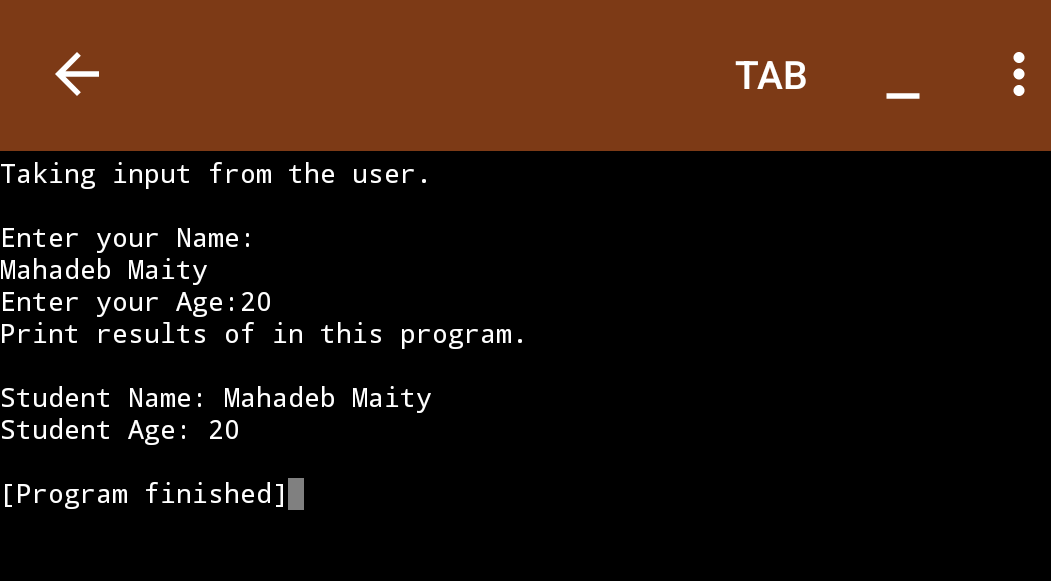 TAB _
Taking input from the user.
Enter your Name:
Mahadeb Maity
Enter your Age:20
Print results of in this program.
Student Name: Mahadeb Maity
Student Age: 20
[Program finished]